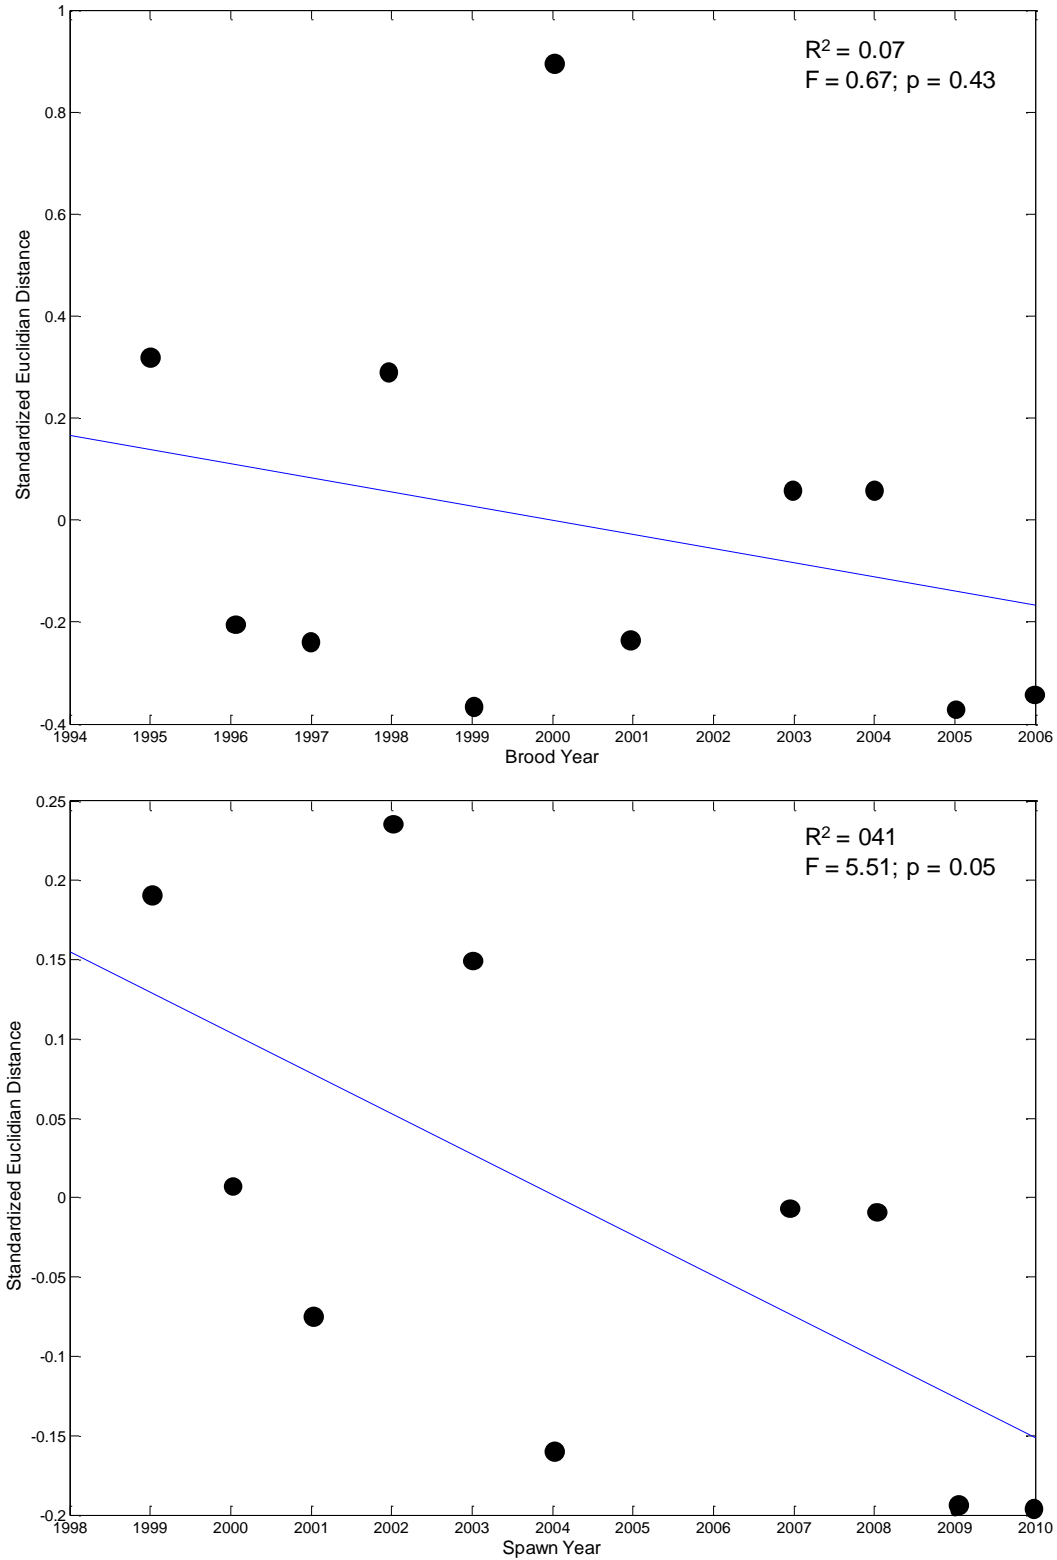 1
R² = 0.07
F = 0.67; p = 0.43
0.8
0.6
0.4
0.2
0
-0.2
-0.4
Standardized Euclidian Distance
1994 1995 1996 1997 1998 1999 2000 2001 2002 2003 2004 2005 2006
Brood Year
0.25
R² = 041
F = 5.51; p = 0.05
0.2
0.15
0.1
0.05
0
-0.05
-0.1
-0.15
-0.2
Standardized Euclidian Distance
1998 1999 2000 2001 2002 2003 2004 2005 2006 2007 2008 2009 2010
Spawn Year